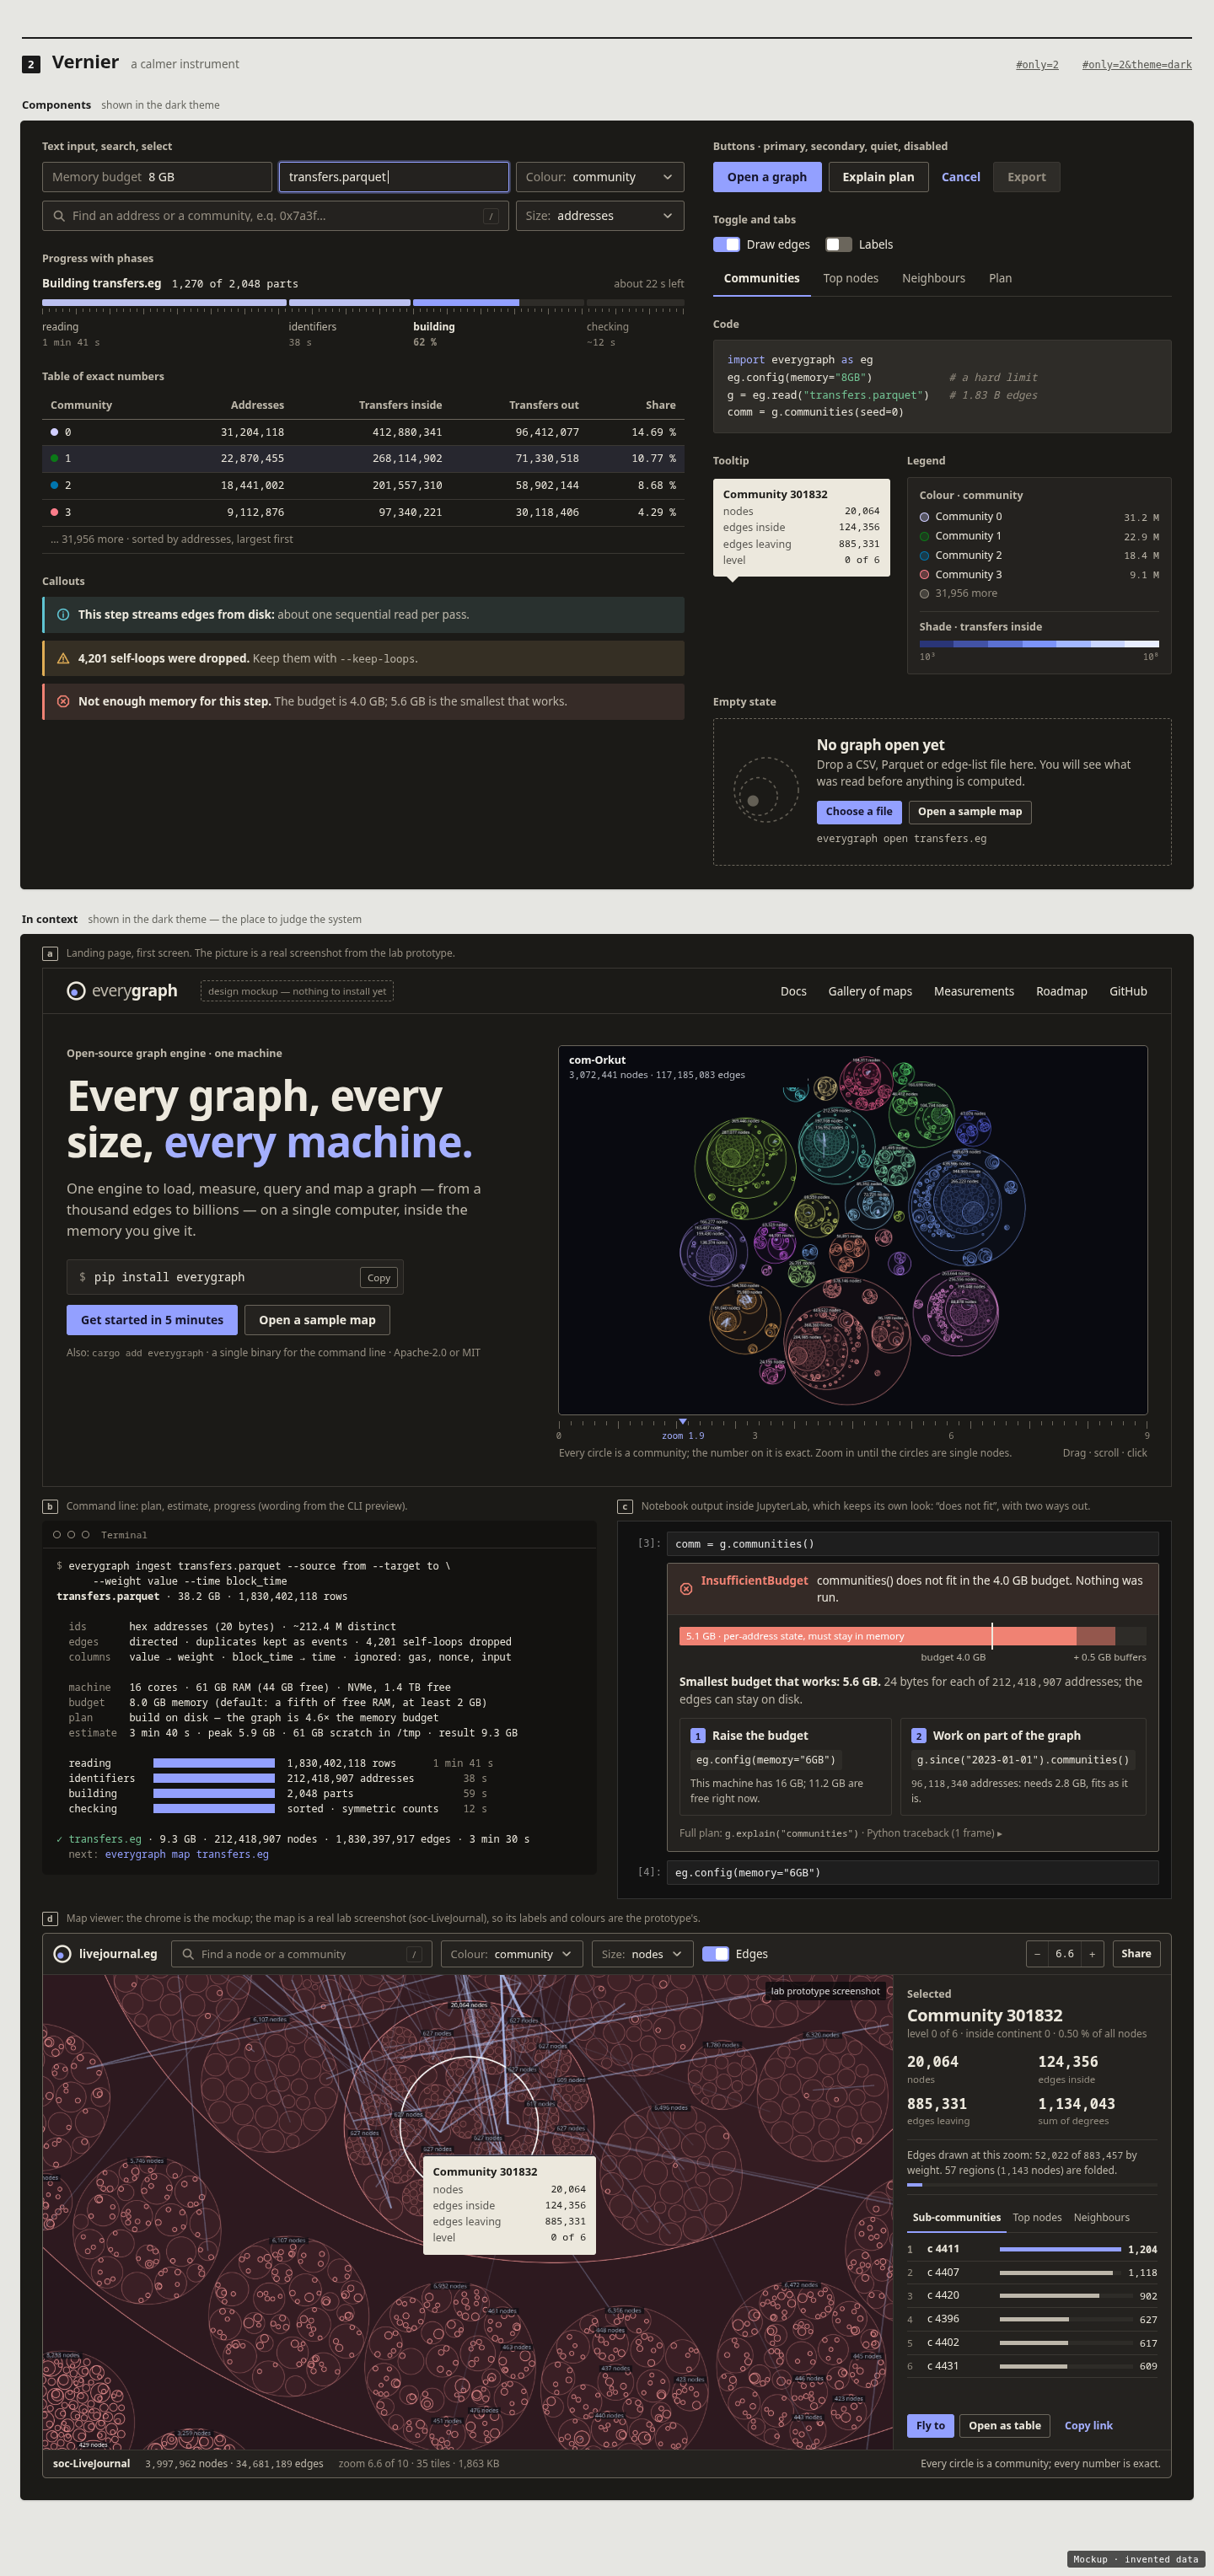 2 Vernier a calmer instrument
#only=2 #only=2&theme=dark
Components shown in the dark theme
Text input, search, select
Memory budget 8 GB
transfers.parquet
Colour: community
Find an address or a community, e.g. 0x7a3f… /
Size: addresses
Progress with phases
Building transfers.eg 1,270 of 2,048 parts about 22 s left
reading identifiers building checking
1 min 41 s 38 s 62 % ~12 s
Table of exact numbers
Community Addresses Transfers inside Transfers out Share
0 31,204,118 412,880,341 96,412,077 14.69 %
1 22,870,455 268,114,902 71,330,518 10.77 %
2 18,441,002 201,557,310 58,902,144 8.68 %
3 9,112,876 97,340,221 30,118,406 4.29 %
… 31,956 more · sorted by addresses, largest first
Callouts
This step streams edges from disk: about one sequential read per pass.
4,201 self-loops were dropped. Keep them with --keep-loops.
Not enough memory for this step. The budget is 4.0 GB; 5.6 GB is the smallest that works.
Buttons · primary, secondary, quiet, disabled
Open a graph Explain plan Cancel Export
Toggle and tabs
Draw edges Labels
Communities Top nodes Neighbours Plan
Code
import everygraph as eg
eg.config(memory="8GB") # a hard limit
g = eg.read("transfers.parquet") # 1.83 B edges
comm = g.communities(seed=0)
Tooltip
Community 301832
nodes 20,064
edges inside 124,356
edges leaving 885,331
level 0 of 6
Legend
Colour · community
Community 0 31.2 M
Community 1 22.9 M
Community 2 18.4 M
Community 3 9.1 M
31,956 more
Shade · transfers inside
Empty state
No graph open yet
Drop a CSV, Parquet or edge-list file here. You will see what
was read before anything is computed.
Choose a file Open a sample map
everygraph open transfers.eg
In context shown in the dark theme — the place to judge the system
a Landing page, first screen. The picture is a real screenshot from the lab prototype.
everygraph design mockup — nothing to install yet
Docs Gallery of maps Measurements Roadmap GitHub
Open-source graph engine · one machine
Every graph, every
size, every machine.
One engine to load, measure, query and map a graph — from a
thousand edges to billions — on a single computer, inside the
memory you give it.
$ pip install everygraph Copy
Get started in 5 minutes Open a sample map
Also: cargo add everygraph · a single binary for the command line · Apache-2.0 or MIT
com-Orkut
3,072,441 nodes · 117,185,083 edges
0 zoom 1.9 3 6 9
Every circle is a community; the number on it is exact. Zoom in until the circles are single nodes. Drag · scroll · click
b Command line: plan, estimate, progress (wording from the CLI preview).
Terminal
$ everygraph ingest transfers.parquet --source from --target to \
--weight value --time block_time
transfers.parquet · 38.2 GB · 1,830,402,118 rows
ids hex addresses (20 bytes) · ~212.4 M distinct
edges directed · duplicates kept as events · 4,201 self-loops dropped
columns value → weight · block_time → time · ignored: gas, nonce, input
machine 16 cores · 61 GB RAM (44 GB free) · NVMe, 1.4 TB free
budget 8.0 GB memory (default: a fifth of free RAM, at least 2 GB)
plan build on disk — the graph is 4.6× the memory budget
estimate 3 min 40 s · peak 5.9 GB · 61 GB scratch in /tmp · result 9.3 GB
reading 1,830,402,118 rows 1 min 41 s
identifiers 212,418,907 addresses 38 s
building 2,048 parts 59 s
checking sorted · symmetric counts 12 s
✓ transfers.eg · 9.3 GB · 212,418,907 nodes · 1,830,397,917 edges · 3 min 30 s
next: everygraph map transfers.eg
c Notebook output inside JupyterLab, which keeps its own look: “does not fit”, with two ways out.
[3]: comm = g.communities()
InsufficientBudget communities() does not fit in the 4.0 GB budget. Nothing was
run.
5.1 GB · per-address state, must stay in memory
budget 4.0 GB + 0.5 GB buffers
Smallest budget that works: 5.6 GB. 24 bytes for each of 212,418,907 addresses; the
edges can stay on disk.
1 Raise the budget
eg.config(memory="6GB")
This machine has 16 GB; 11.2 GB are
free right now.
2 Work on part of the graph
g.since("2023-01-01").communities()
96,118,340 addresses: needs 2.8 GB, fits as it
is.
Full plan: g.explain("communities") · Python traceback (1 frame) ▸
[4]: eg.config(memory="6GB")
d Map viewer: the chrome is the mockup; the map is a real lab screenshot (soc-LiveJournal), so its labels and colours are the prototype’s.
livejournal.eg Find a node or a community / Colour: community Size: nodes Edges − 6.6 + Share
lab prototype screenshot
20,064 nodes
Community 301832
nodes 20,064
edges inside 124,356
edges leaving 885,331
level 0 of 6
Selected
Community 301832
level 0 of 6 · inside continent 0 · 0.50 % of all nodes
20,064 124,356
nodes edges inside
885,331 1,134,043
edges leaving sum of degrees
Edges drawn at this zoom: 52,022 of 883,457 by
weight. 57 regions (1,143 nodes) are folded.
Sub-communities Top nodes Neighbours
1 c 4411 1,204
2 c 4407 1,118
3 c 4420 902
4 c 4396 627
5 c 4402 617
6 c 4431 609
Fly to Open as table Copy link
soc-LiveJournal 3,997,962 nodes · 34,681,189 edges zoom 6.6 of 10 · 35 tiles · 1,863 KB Every circle is a community; every number is exact.
Mockup · invented data